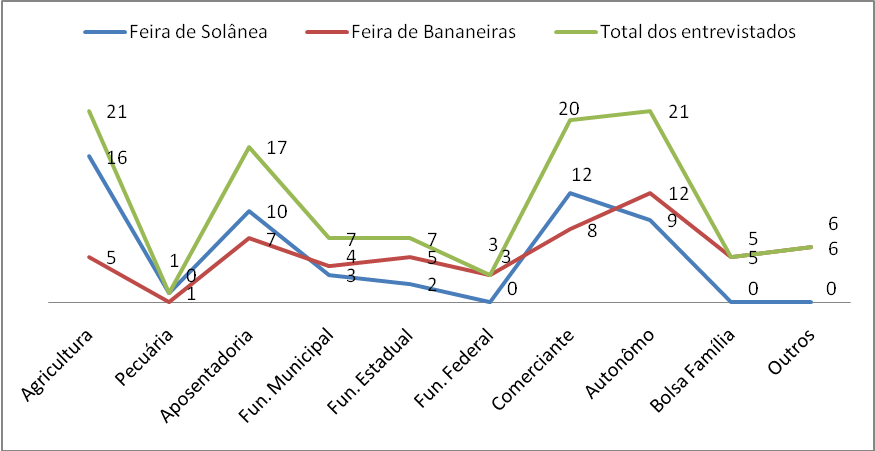 Feira de Solânea Feira de Bananeiras Total dos entrevistados
21
20
21
16
17
12
12
10
9
8
7
7
7
6
5
5
5
5
6
4
3
3
3
2
1
0
1
0
0
0
Agricultura
Pecuária
Aposentadoria
Fun. Municipal
Fun. Estadual
Fun. Federal
Comerciante
Autonômo
Bolsa Família
Outros